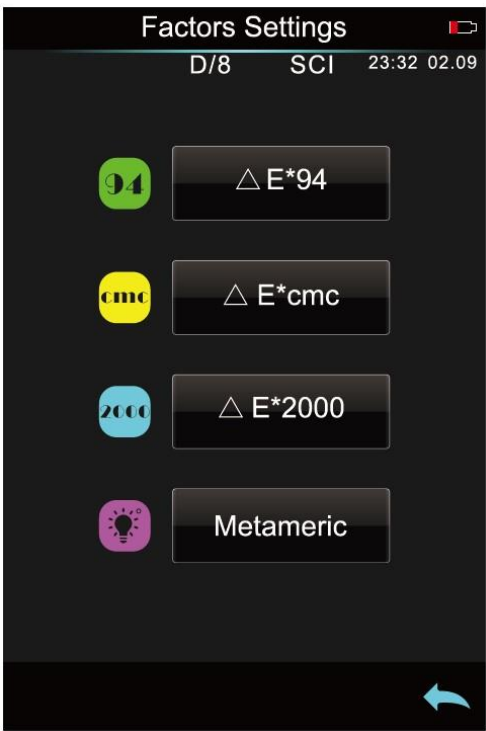 Factors Settings
D/8 SCI 23:32 02.09
94 △ E*94
cmc △ E*cmc
2000 △ E*2000
Metameric